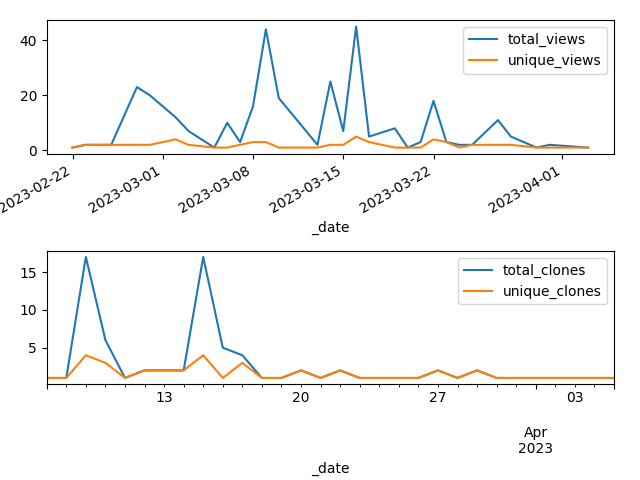 40
20
0
total_views
unique_views
2023-02-22
2023-03-01
2023-03-08
2023-03-15
2023-03-22
2023-04-01
_date
15
10
5
total_clones
unique_clones
13
20
27
03
Apr
2023
_date